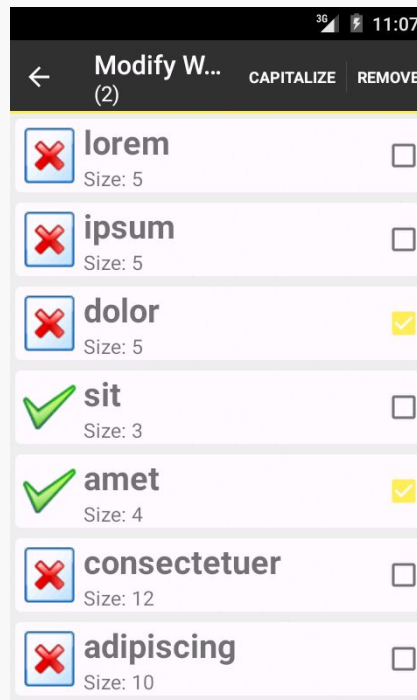 3G 11:07
Modify W... CAPITALIZE REMOVE
(2)
lorem
Size: 5
ipsum
Size: 5
dolor
Size: 5
sit
Size: 3
amet
Size: 4
consectetuer
Size: 12
adipiscing
Size: 10